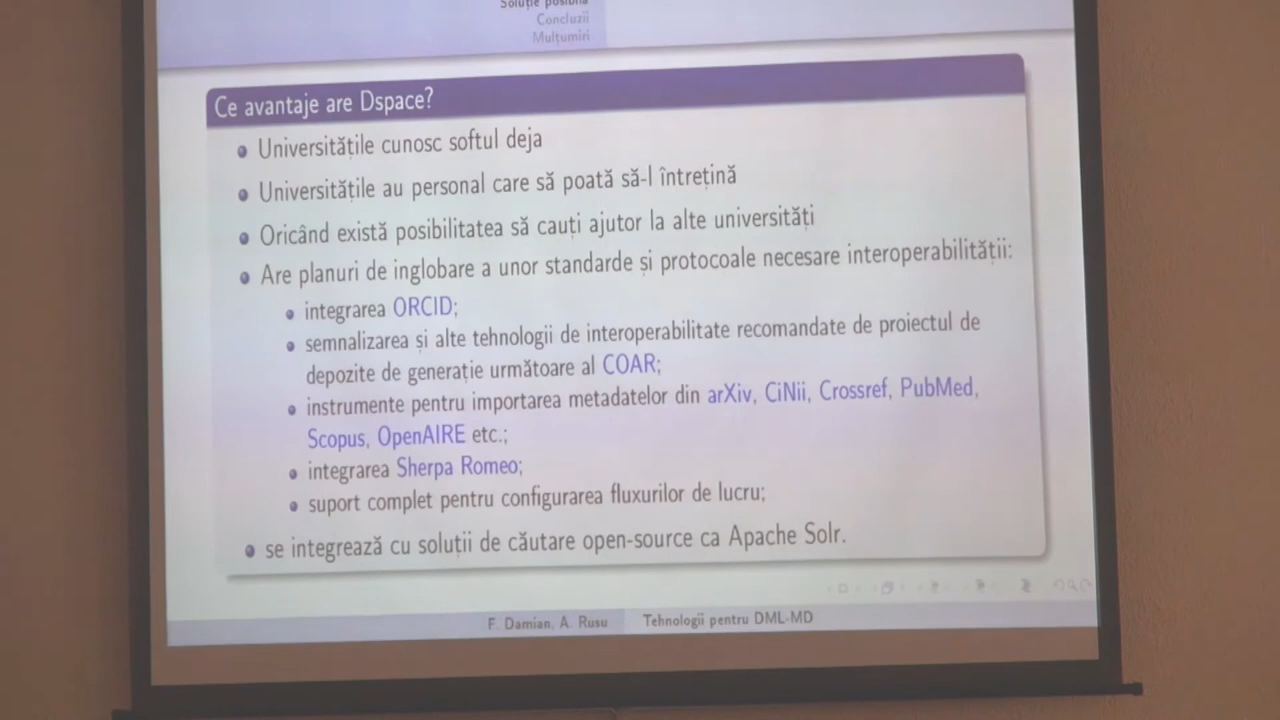 Soluție posibilă
Concluzii
Mulțumiri
Ce avantaje are Dspace?
Universitățile cunosc softul deja
Universitățile au personal care să poată să-l întrețină
Oricând există posibilitatea să cauți ajutor la alte universități
Are planuri de inglobare a unor standarde și protocoale necesare interoperabilității:
integrarea ORCID;
semnalizarea și alte tehnologii de interoperabilitate recomandate de proiectul de
depozite de generație următoare al COAR;
instrumente pentru importarea metadatelor din arXiv, CiNii, Crossref, PubMed,
Scopus, OpenAIRE etc.;
integrarea Sherpa Romeo;
suport complet pentru configurarea fluxurilor de lucru;
se integrează cu soluții de căutare open-source ca Apache Solr.
F. Damian, A. Rusu Tehnologii pentru DML-MD